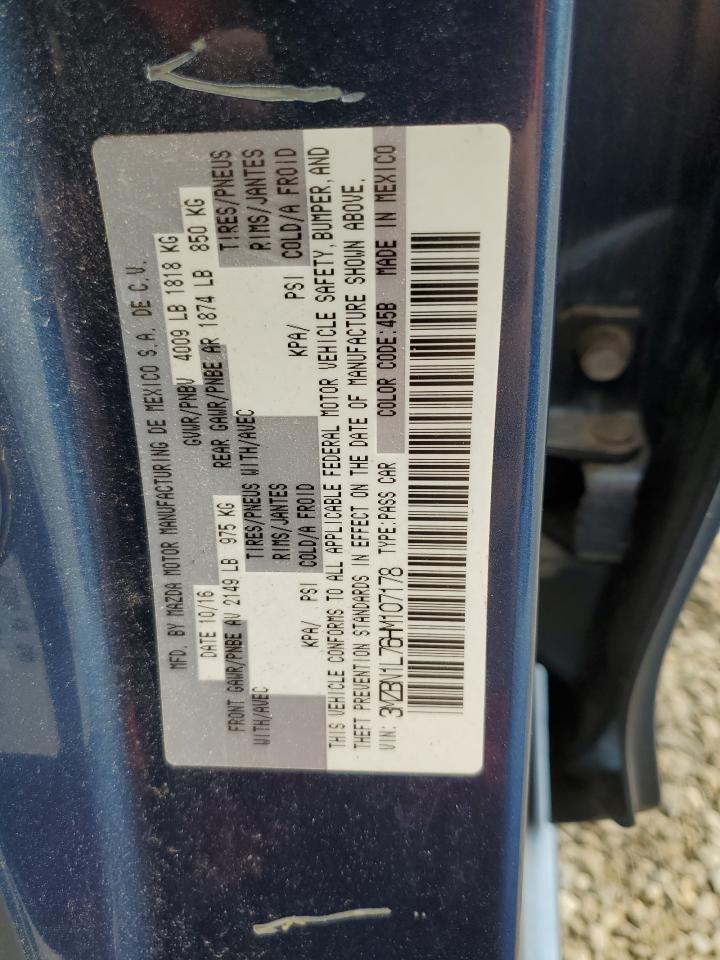 MFD. BY MAZDA MOTOR MANUFACTURING DE MEXICO S.A. DE C.V.
DATE 10/16 GVWR/PNBV 4009 LB 1818 KG
FRONT GAWR/PNBE AV 2149 LB 975 KG REAR GAWR/PNBE AR 1874 LB 850 KG
WITH/AVEC TIRES/PNEUS WITH/AVEC TIRES/PNEUS
RIMS/JANTES RIMS/JANTES
KPA/ PSI COLD/A FROID KPA/ PSI COLD/A FROID
THIS VEHICLE CONFORMS TO ALL APPLICABLE FEDERAL MOTOR VEHICLE SAFETY, BUMPER, AND
THEFT PREVENTION STANDARDS IN EFFECT ON THE DATE OF MANUFACTURE SHOWN ABOVE.
VIN: 3MZBN1L76HM107178 TYPE:PASS CAR COLOR CODE:45B MADE IN MEXICO